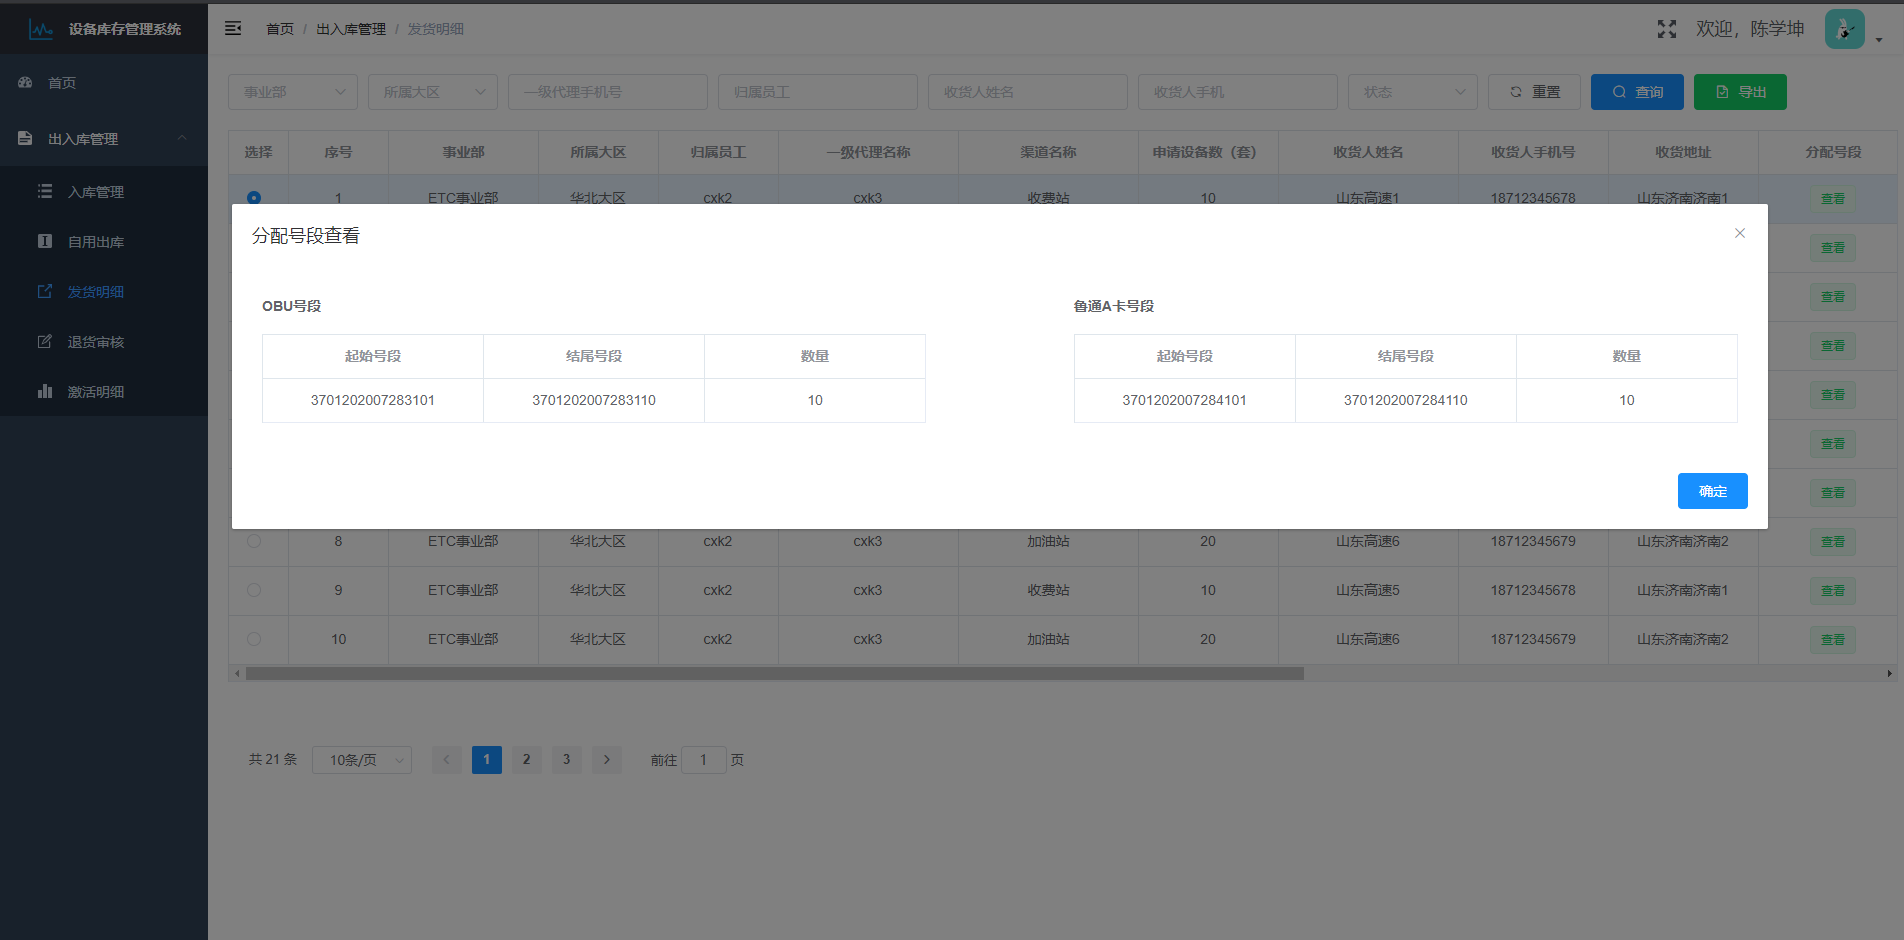 设备库存管理系统
首页 / 出入库管理 / 发货明细
欢迎，陈学坤
首页
出入库管理
入库管理
自用出库
发货明细
退货审核
激活明细
事业部 所属大区 一级代理手机号 归属员工 收货人姓名 收货人手机 状态 重置 查询 导出
选择 序号 事业部 所属大区 归属员工 一级代理名称 渠道名称 申请设备数（套） 收货人姓名 收货人手机号 收货地址 分配号段
1 ETC事业部 华北大区 cxk2 cxk3 收费站 10 山东高速1 18712345678 山东济南济南1 查看
查看
查看
查看
查看
查看
查看
分配号段查看
OBU号段
起始号段 结尾号段 数量
3701202007283101 3701202007283110 10
鲁通A卡号段
起始号段 结尾号段 数量
3701202007284101 3701202007284110 10
确定
8 ETC事业部 华北大区 cxk2 cxk3 加油站 20 山东高速6 18712345679 山东济南济南2 查看
9 ETC事业部 华北大区 cxk2 cxk3 收费站 10 山东高速5 18712345678 山东济南济南1 查看
10 ETC事业部 华北大区 cxk2 cxk3 加油站 20 山东高速6 18712345679 山东济南济南2 查看
共 21 条 10条/页 1 2 3 前往 1 页